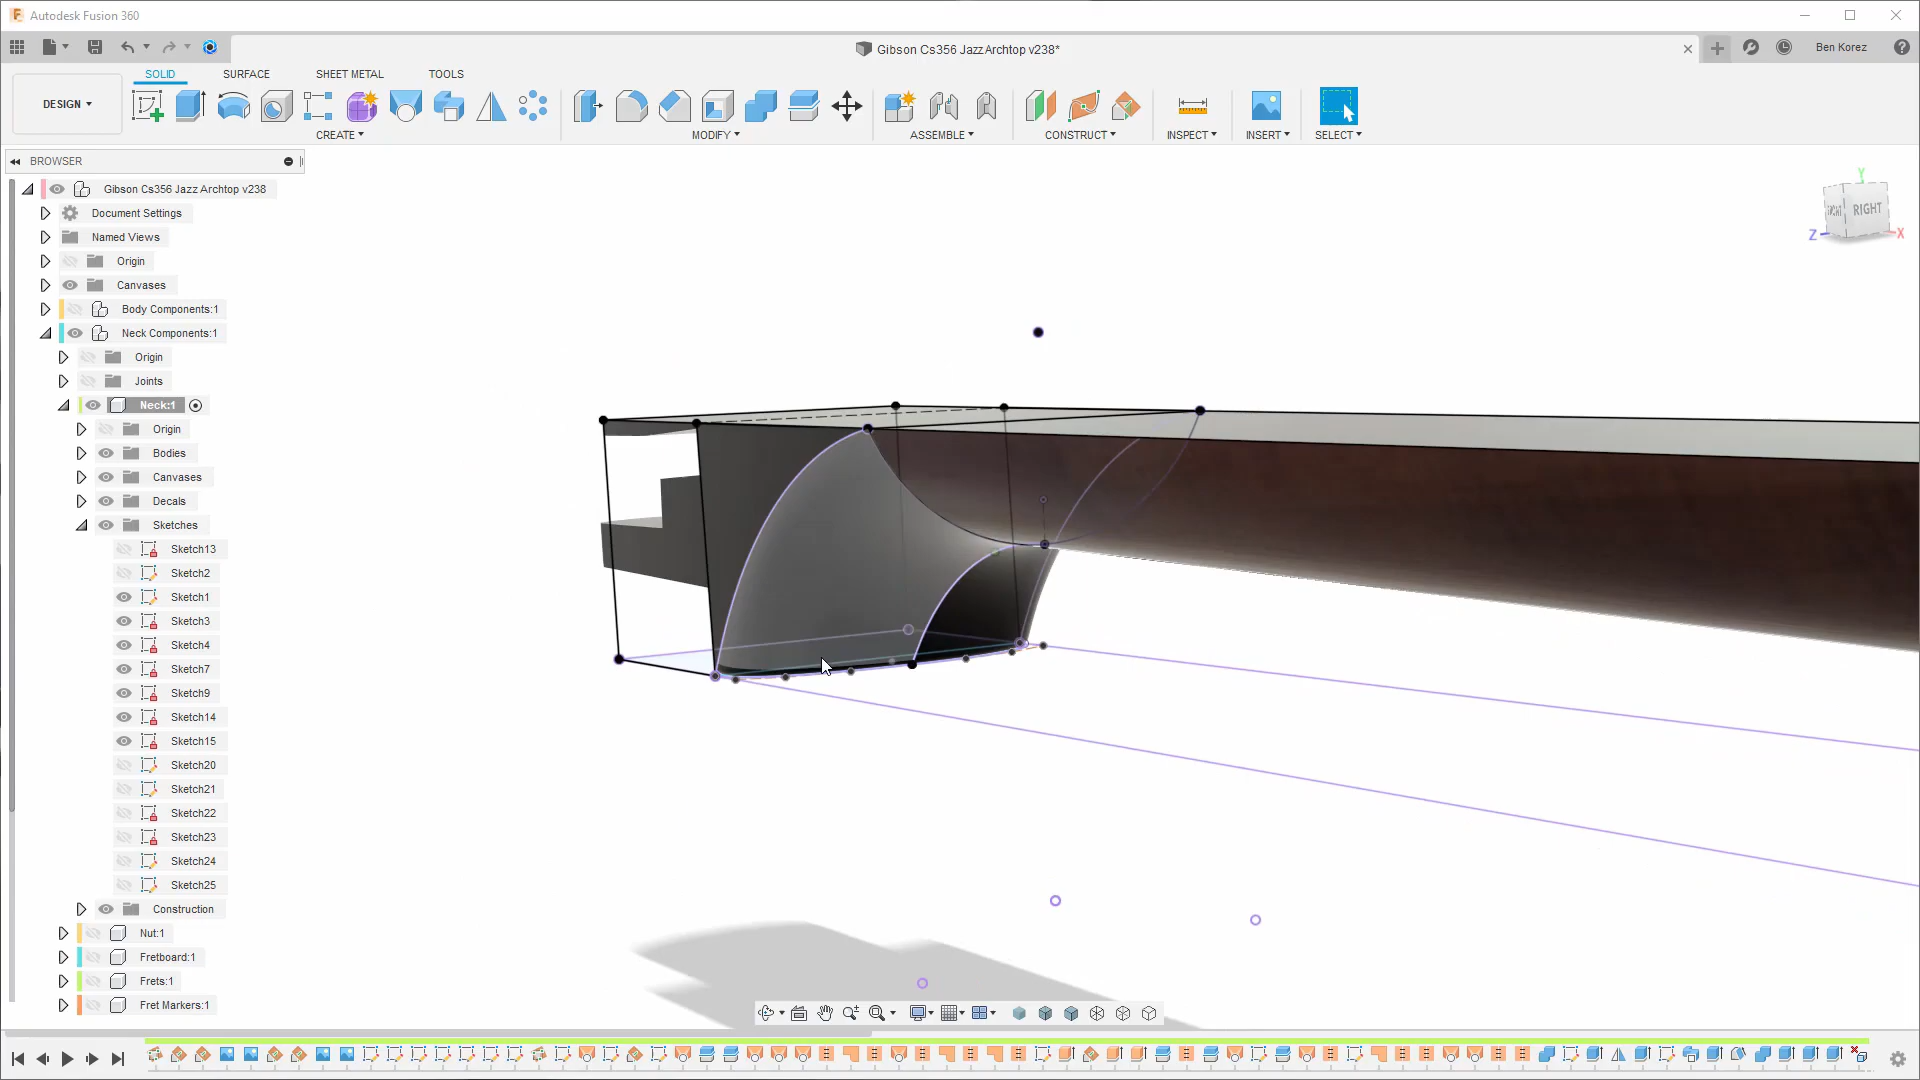 Autodesk Fusion 360
Gibson Cs356 Jazz Archtop v238*
Ben Korez
SOLID SURFACE SHEET METAL TOOLS
DESIGN
CREATE MODIFY ASSEMBLE CONSTRUCT INSPECT INSERT SELECT
BROWSER
Gibson Cs356 Jazz Archtop v238
Document Settings
Named Views
Origin
Canvases
Body Components:1
Neck Components:1
Origin
Joints
Neck:1
Origin
Bodies
Canvases
Decals
Sketches
Sketch13
Sketch2
Sketch1
Sketch3
Sketch4
Sketch7
Sketch9
Sketch14
Sketch15
Sketch20
Sketch21
Sketch22
Sketch23
Sketch24
Sketch25
Construction
Nut:1
Fretboard:1
Frets:1
Fret Markers:1
Y
FRONT RIGHT
Z X